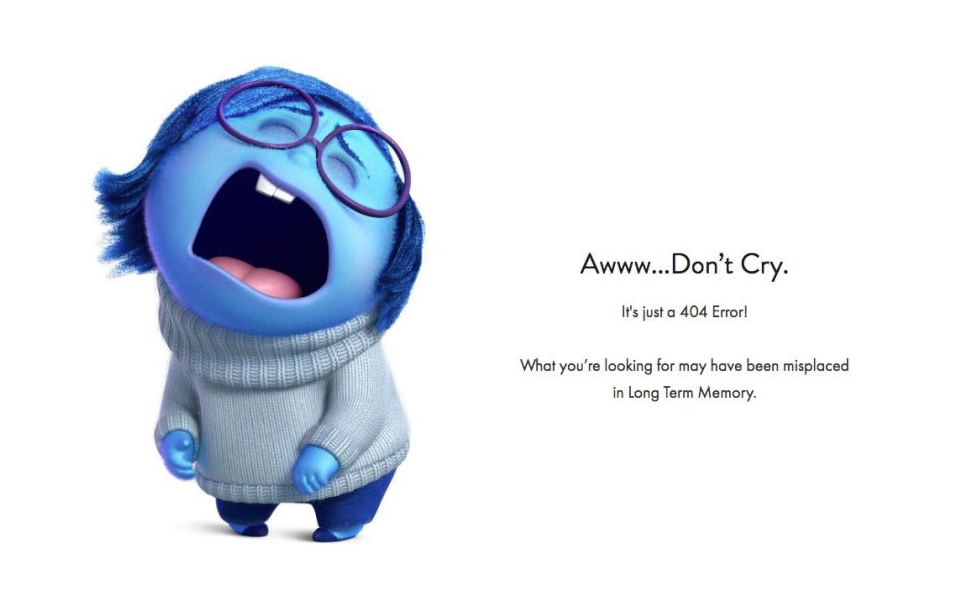 Awww...Don’t Cry.
It's just a 404 Error!
What you’re looking for may have been misplaced
in Long Term Memory.